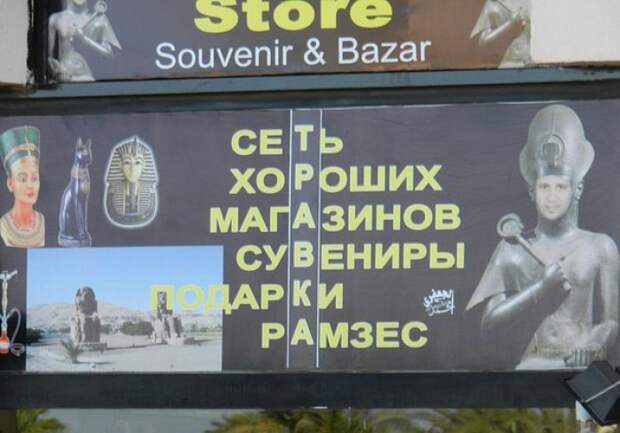 Store
Souvenir & Bazar
СЕТЬ
ХОРОШИХ
МАГАЗИНОВ
СУВЕНИРЫ
ПОДАРКИ
РАМЗЕС